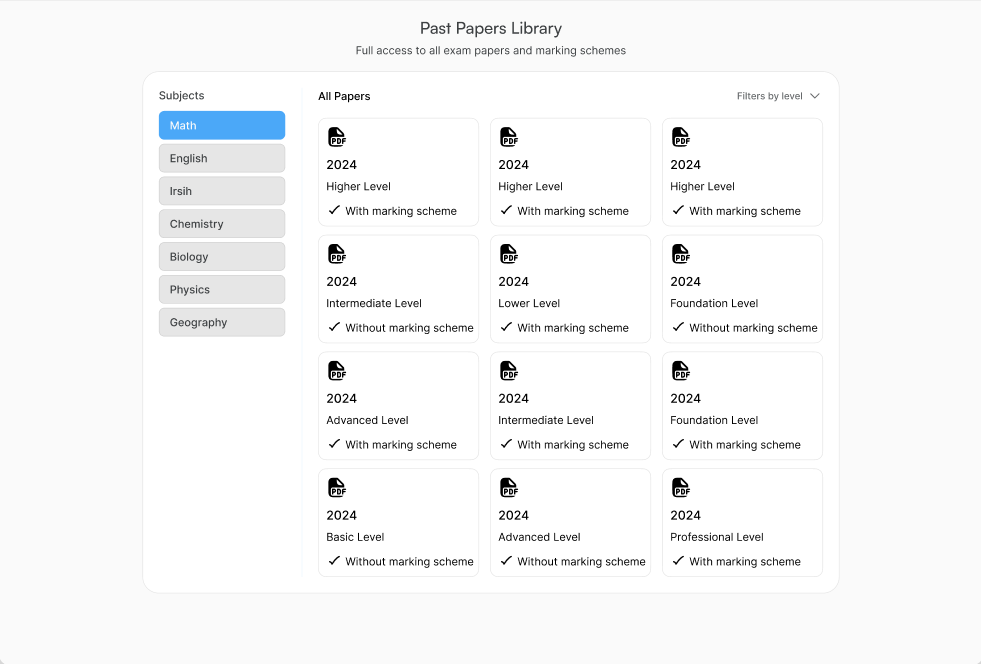 Past Papers Library
Full access to all exam papers and marking schemes
Subjects
Math
English
Irsih
Chemistry
Biology
Physics
Geography
All Papers
Filters by level
PDF
2024
Higher Level
With marking scheme
PDF
2024
Higher Level
With marking scheme
PDF
2024
Higher Level
With marking scheme
PDF
2024
Intermediate Level
Without marking scheme
PDF
2024
Lower Level
With marking scheme
PDF
2024
Foundation Level
Without marking scheme
PDF
2024
Advanced Level
With marking scheme
PDF
2024
Intermediate Level
With marking scheme
PDF
2024
Foundation Level
With marking scheme
PDF
2024
Basic Level
Without marking scheme
PDF
2024
Advanced Level
Without marking scheme
PDF
2024
Professional Level
With marking scheme